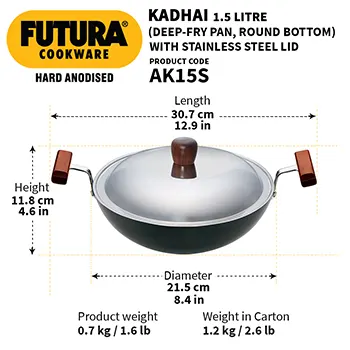 FUTURA®
COOKWARE
HARD ANODISED
KADHAI 1.5 LITRE
(DEEP-FRY PAN, ROUND BOTTOM)
WITH STAINLESS STEEL LID
PRODUCT CODE
AK15S
Length
30.7 cm
12.9 in
Height
11.8 cm
4.6 in
Diameter
21.5 cm
8.4 in
Product weight
0.7 kg / 1.6 lb
Weight in Carton
1.2 kg / 2.6 lb